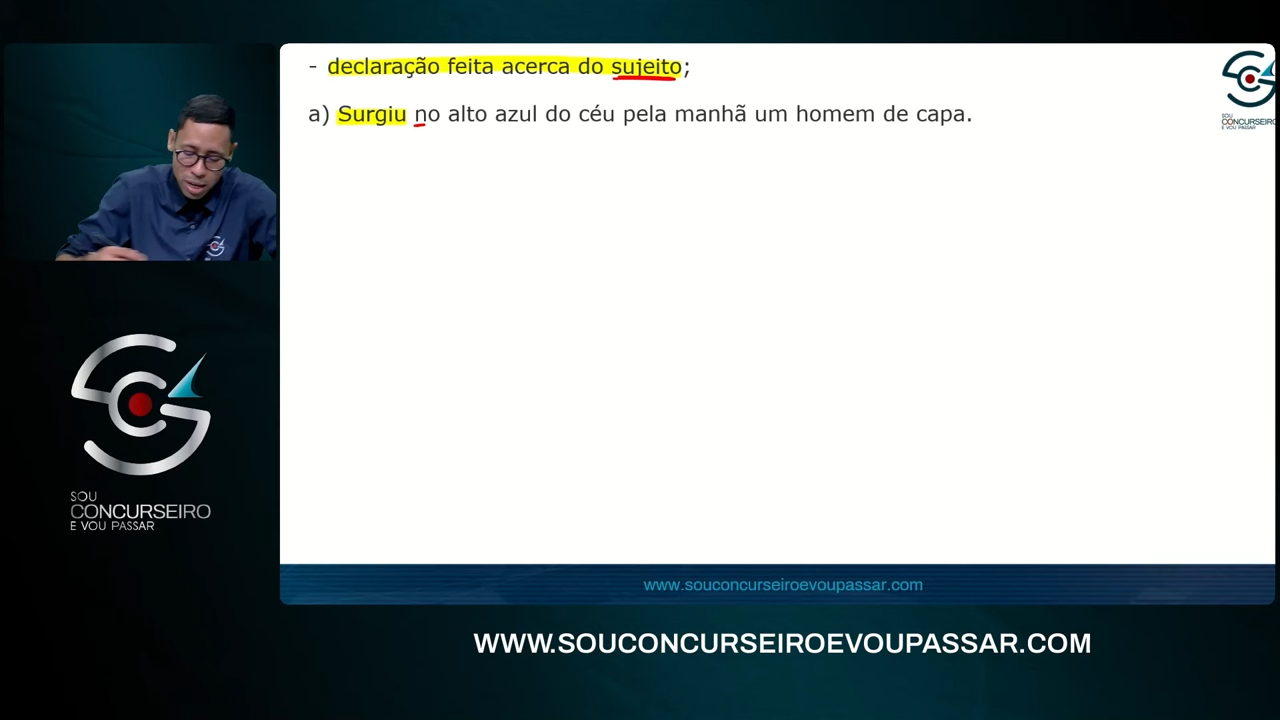 - declaração feita acerca do sujeito;
a) Surgiu no alto azul do céu pela manhã um homem de capa.
SOU
CONCURSEIRO
E VOU PASSAR
SOU
CONCURSEIRO
E VOU PASSAR
www.souconcurseiroevoupassar.com
WWW.SOUCONCURSEIROEVOUPASSAR.COM